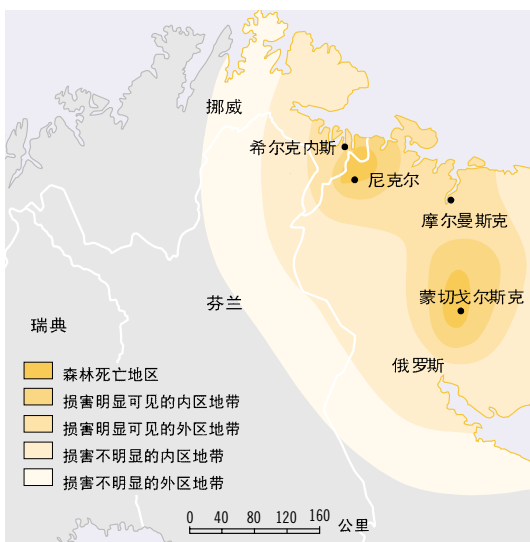 挪威
希尔克内斯
尼克尔
摩尔曼斯克
芬兰
蒙切戈尔斯克
瑞典
俄罗斯
森林死亡地区
损害明显可见的内区地带
损害明显可见的外区地带
损害不明显的内区地带
损害不明显的外区地带
0 40 80 120 160 公里